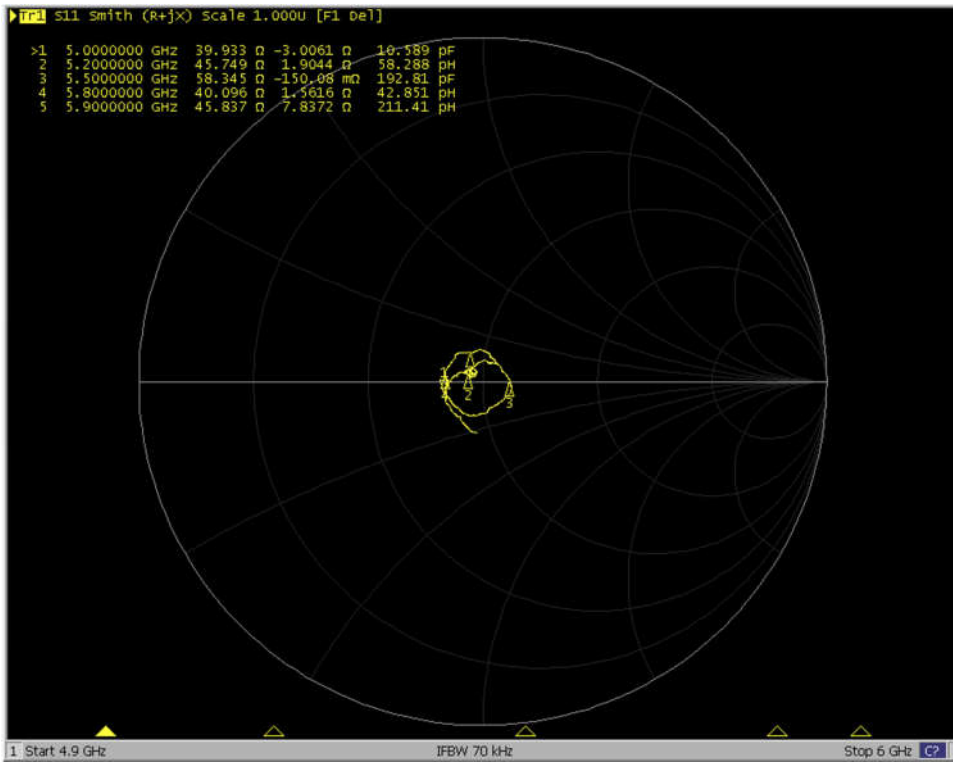 Tr1 S11 Smith (R+jX) Scale 1.000U [F1 Del]
>1 5.0000000 GHz 39.933 Ω -3.0061 Ω 10.589 pF
2 5.2000000 GHz 45.749 Ω 1.9044 Ω 58.288 pH
3 5.5000000 GHz 58.345 Ω -150.08 mΩ 192.81 pF
4 5.8000000 GHz 40.096 Ω 1.5616 Ω 42.851 pH
5 5.9000000 GHz 45.837 Ω 7.8372 Ω 211.41 pH
1
2
3
1 Start 4.9 GHz IFBW 70 kHz Stop 6 GHz C?